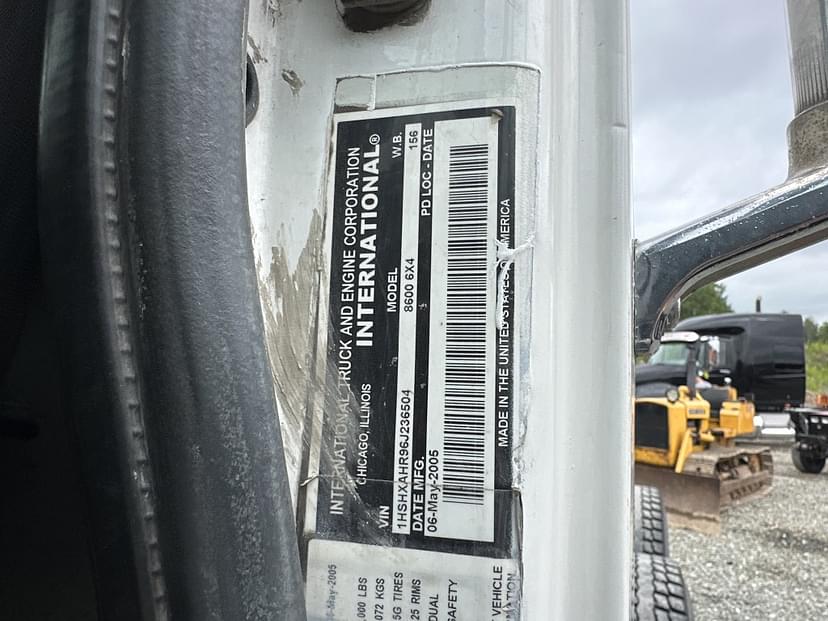 INTERNATIONAL TRUCK AND ENGINE CORPORATION
CHICAGO, ILLINOIS
INTERNATIONAL®
VIN
MODEL
W.B.
1HSHXAHR96J236504
8600 6X4
156
DATE MFG.
PD LOC - DATE
06-May-2005
MADE IN THE UNITED STATES AMERICA
-May-2005
000 LBS
072 KGS
5G TIRES
25 RIMS
DUAL
SAFETY
VEHICLE